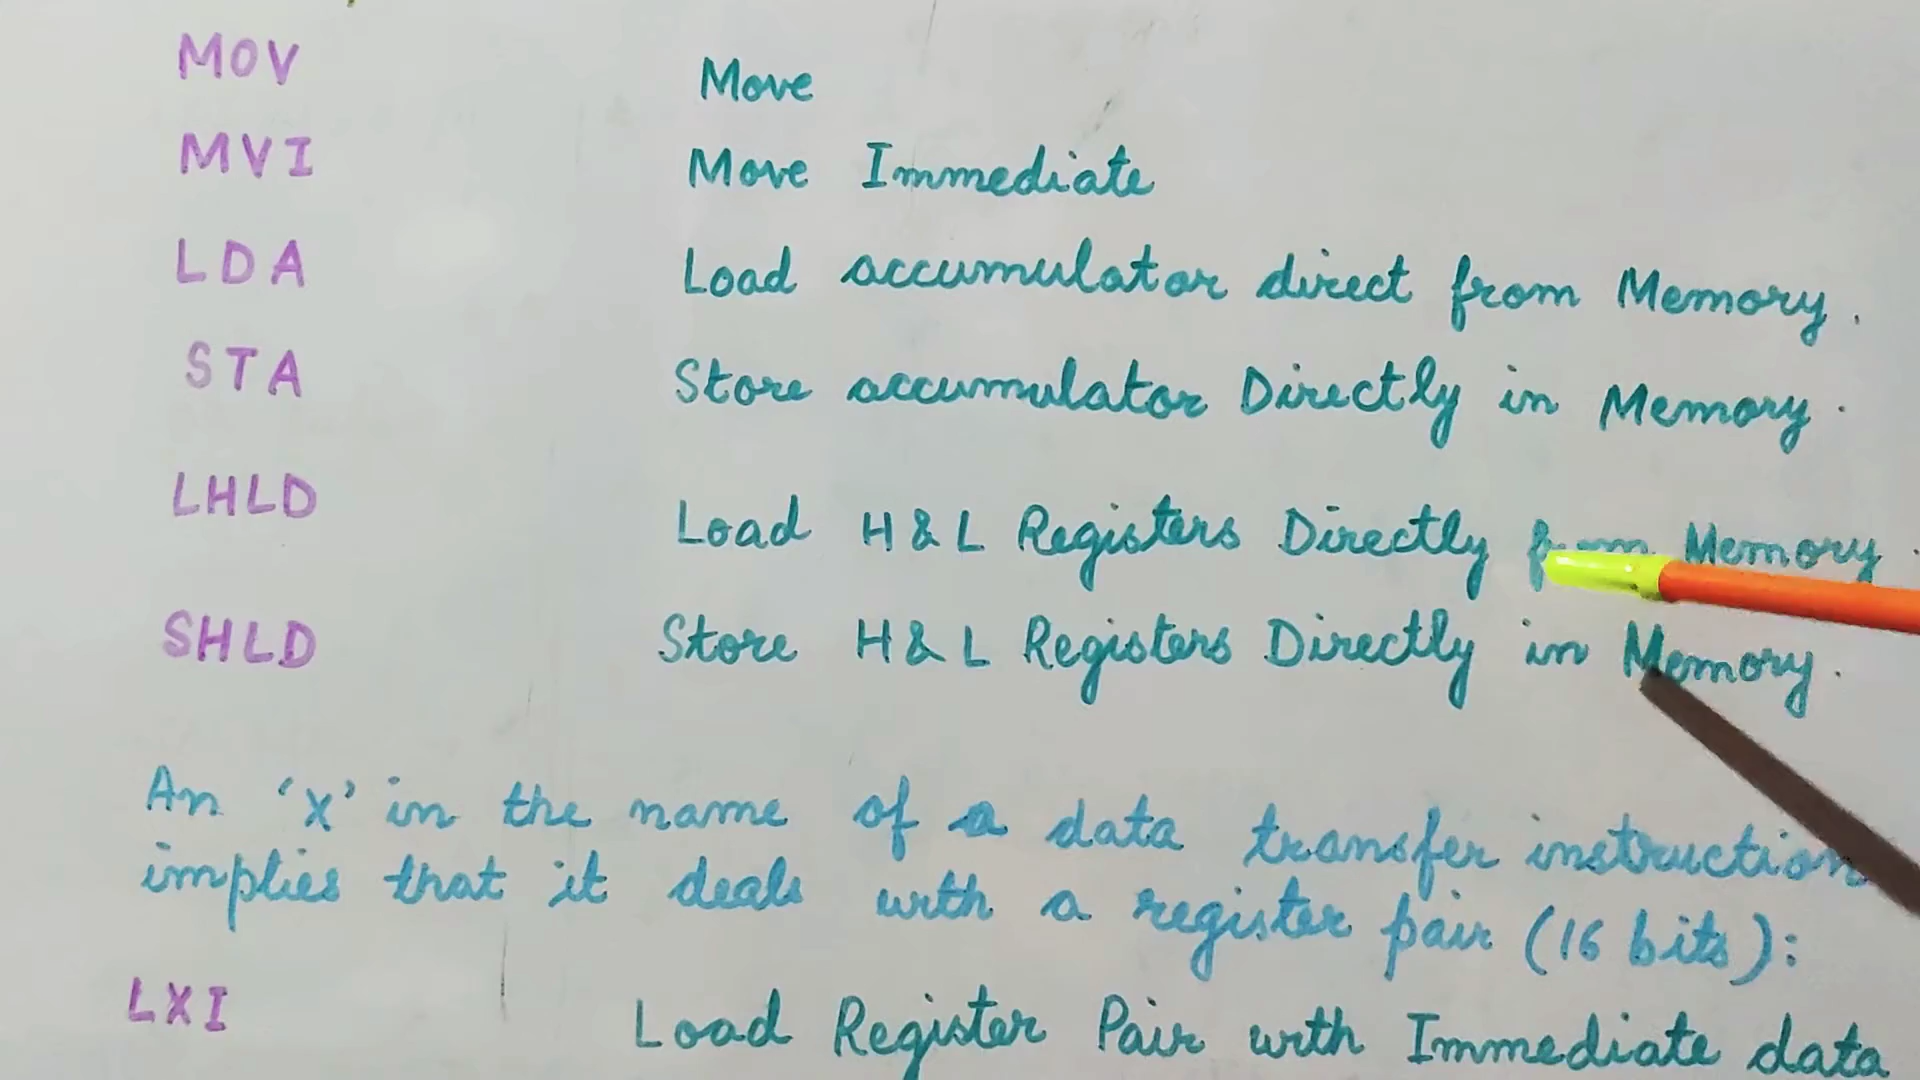 MOV Move
MVI Move Immediate
LDA Load accumulator direct from Memory.
STA Store accumulator Directly in Memory.
LHLD Load H & L Registers Directly from Memory.
SHLD Store H & L Registers Directly in Memory.
An 'X' in the name of a data transfer instruction
implies that it deals with a register pair (16 bits):
LXI Load Register Pair with Immediate data